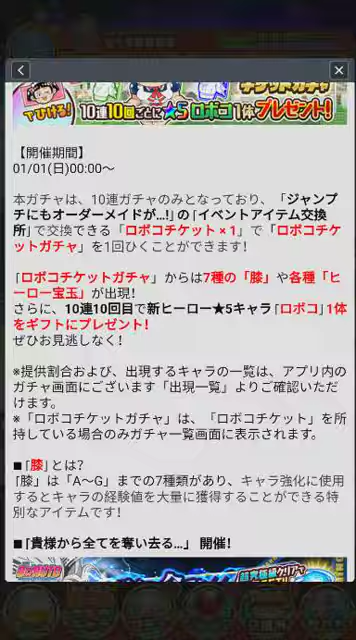 でひける!
10連10回ごとに★5 ロボコ1体プレゼント!
【開催期間】
01/01(日)00:00〜
本ガチャは、10連ガチャのみとなっており、「ジャンプ
チにもオーダーメイドが…!」の「イベントアイテム交換
所」で交換できる「ロボコチケット × 1」で「ロボコチケ
ットガチャ」を1回ひくことができます!
「ロボコチケットガチャ」からは7種の「膝」や各種「ヒ
ーロー宝玉」が出現!
さらに、10連10回目で新ヒーロー★5キャラ「ロボコ」1体
をギフトにプレゼント!
ぜひお見逃しなく!
※提供割合および、出現するキャラの一覧は、アプリ内の
ガチャ画面にございます「出現一覧」よりご確認いただ
けます。
※「ロボコチケットガチャ」は、「ロボコチケット」を所
持している場合のみガチャ一覧画面に表示されます。
■「膝」とは?
「膝」は「A〜G」までの7種類があり、キャラ強化に使用
するとキャラの経験値を大量に獲得することができる特
別なアイテムです!
■「貴様から全てを奪い去る…」 開催!